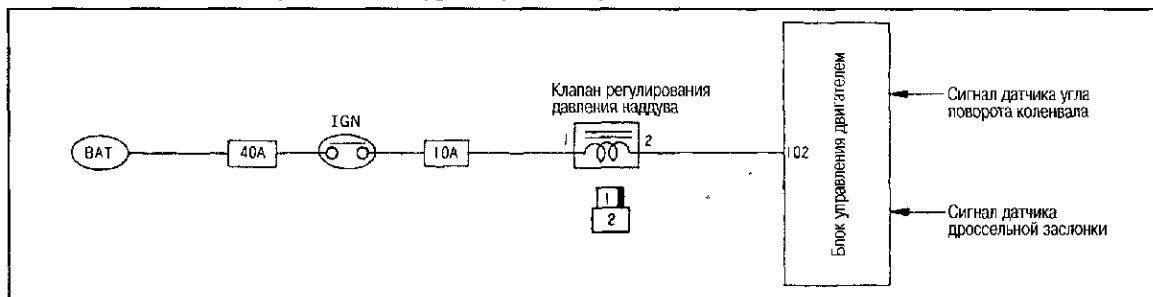 Клапан регулирования
давления наддува
IGN
BAT
40A
10A
1
2
1
2
102
Блок управления двигателем
Сигнал датчика угла
поворота коленвала
Сигнал датчика
дроссельной заслонки